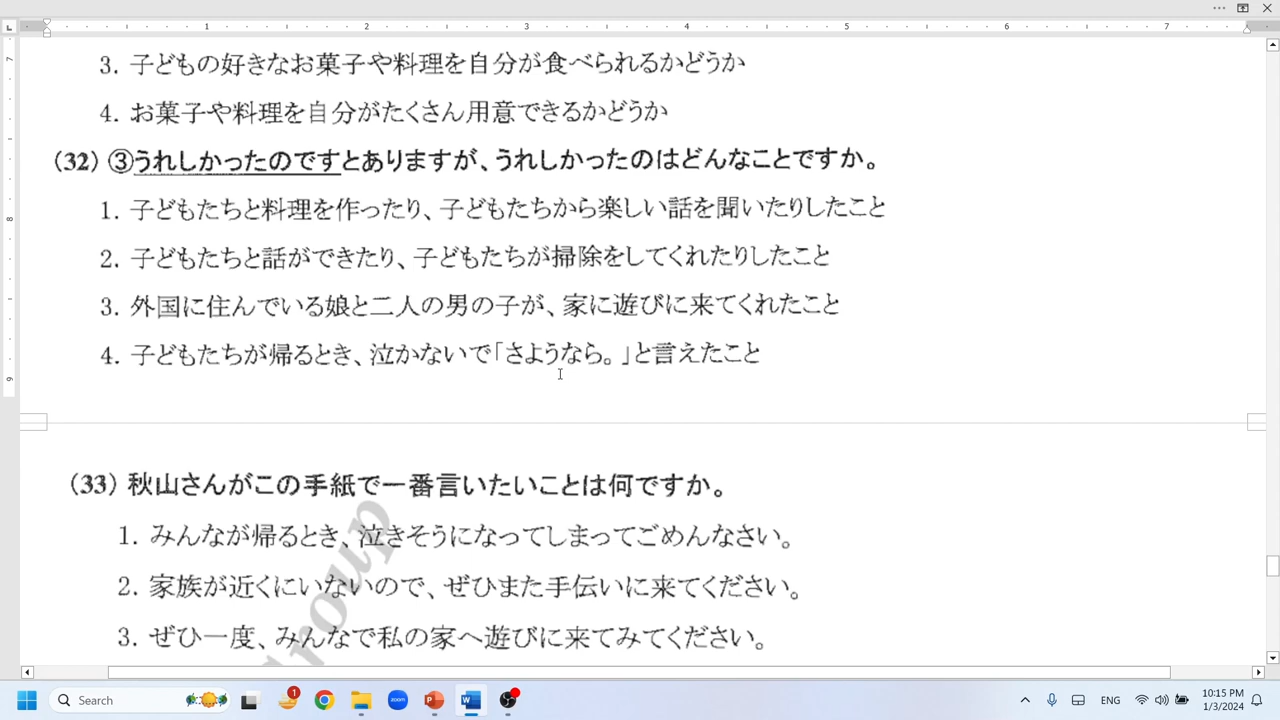 1 2 3 4 5 6 7
7
3. 子どもの好きなお菓子や料理を自分が食べられるかどうか
4. お菓子や料理を自分がたくさん用意できるかどうか
(32) ③うれしかったのですとありますが、うれしかったのはどんなことですか。
8
1. 子どもたちと料理を作ったり、子どもたちから楽しい話を聞いたりしたこと
2. 子どもたちと話ができたり、子どもたちが掃除をしてくれたりしたこと
3. 外国に住んでいる娘と二人の男の子が、家に遊びに来てくれたこと
4. 子どもたちが帰るとき、泣かないで「さようなら。」と言えたこと
9
(33) 秋山さんがこの手紙で一番言いたいことは何ですか。
1. みんなが帰るとき、泣きそうになってしまってごめんなさい。
2. 家族が近くにいないので、ぜひまた手伝いに来てください。
3. ぜひ一度、みんなで私の家へ遊びに来てみてください。
Group
Search
1
zoom
P
W
ENG
10:15 PM
1/3/2024